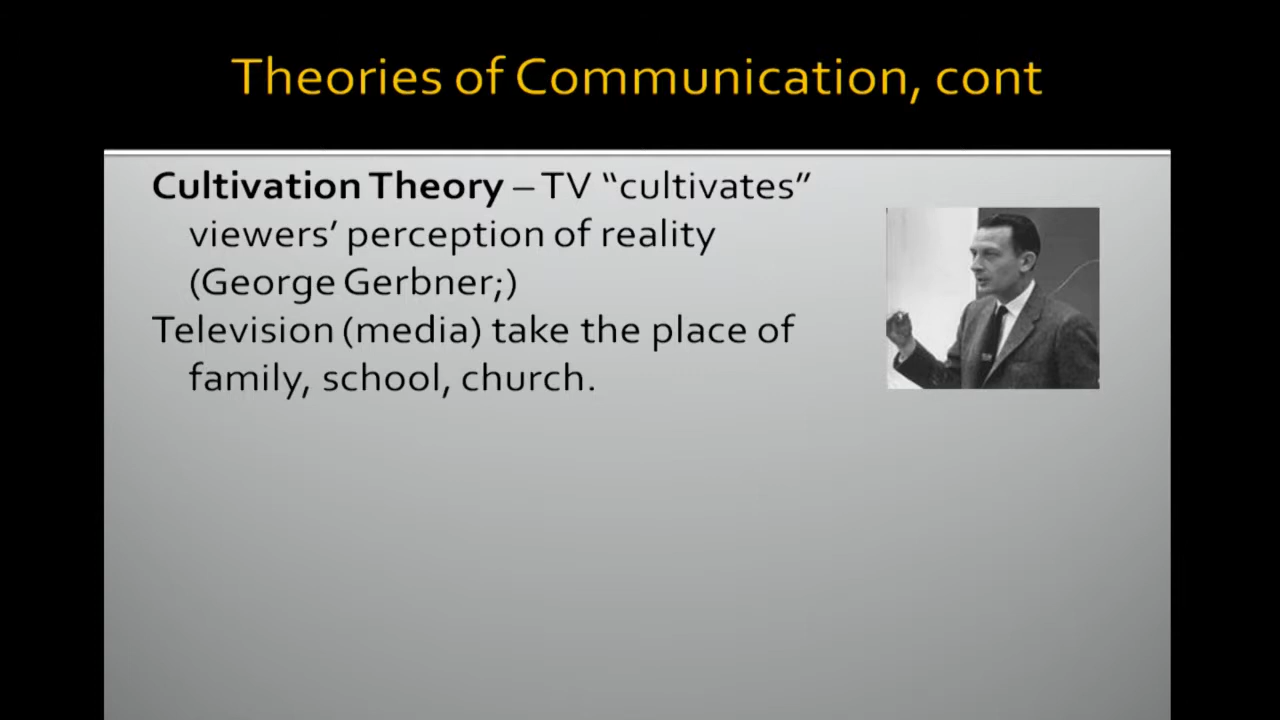 Theories of Communication, cont
Cultivation Theory – TV “cultivates”
viewers’ perception of reality
(George Gerbner;)
Television (media) take the place of
family, school, church.